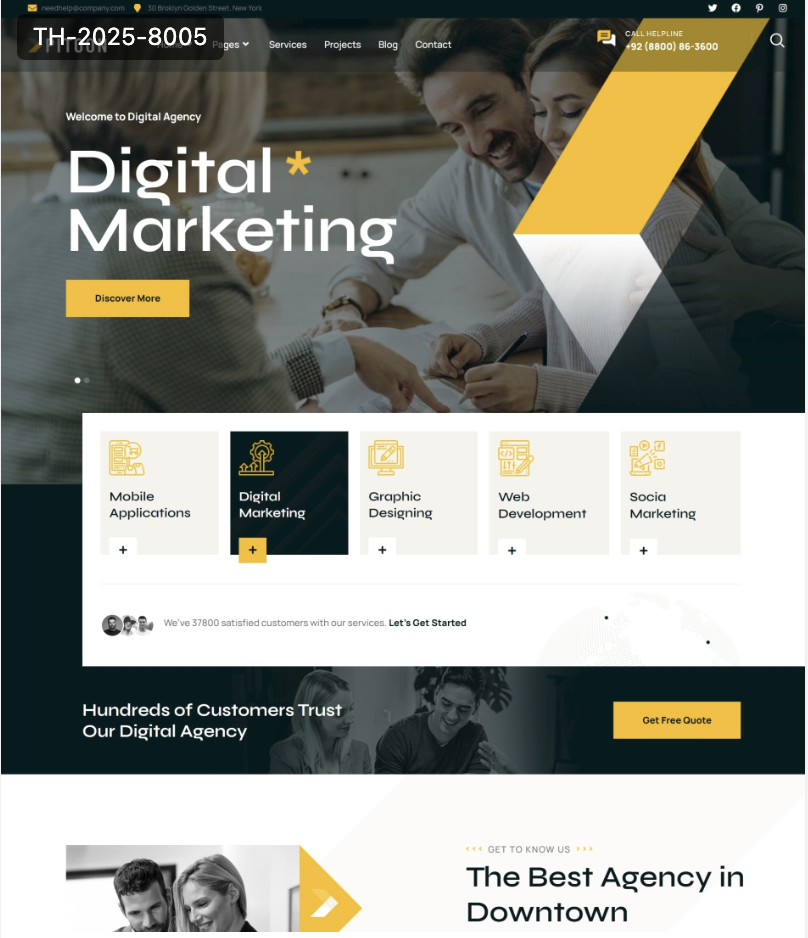 needhelp@company.com
30 Broklyn Golden Street, New York
TH-2025-8005
Home
Pages
Services
Projects
Blog
Contact
CALL HELPLINE
+92 (8800) 86-3600
Welcome to Digital Agency
Digital *
Marketing
Discover More
Mobile
Applications
+
Digital
Marketing
+
Graphic
Designing
+
Web
Development
+
Socia
Marketing
+
We've 37800 satisfied customers with our services. Let's Get Started
Hundreds of Customers Trust
Our Digital Agency
Get Free Quote
GET TO KNOW US
The Best Agency in
Downtown